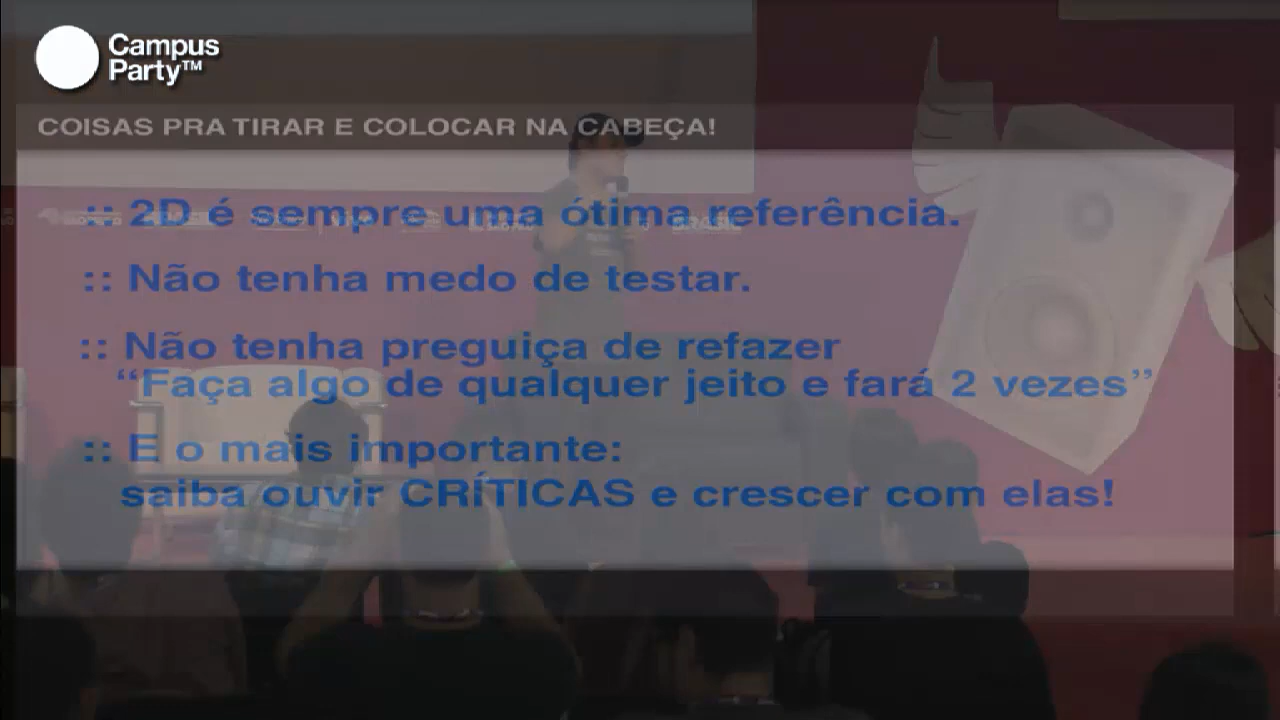 Campus
Party™
COISAS PRA TIRAR E COLOCAR NA CABEÇA!
:: 2D é sempre uma ótima referência.
BRASIL
:: Não tenha medo de testar.
:: Não tenha preguiça de refazer
“Faça algo de qualquer jeito e fará 2 vezes”
:: E o mais importante:
saiba ouvir CRÍTICAS e crescer com elas!